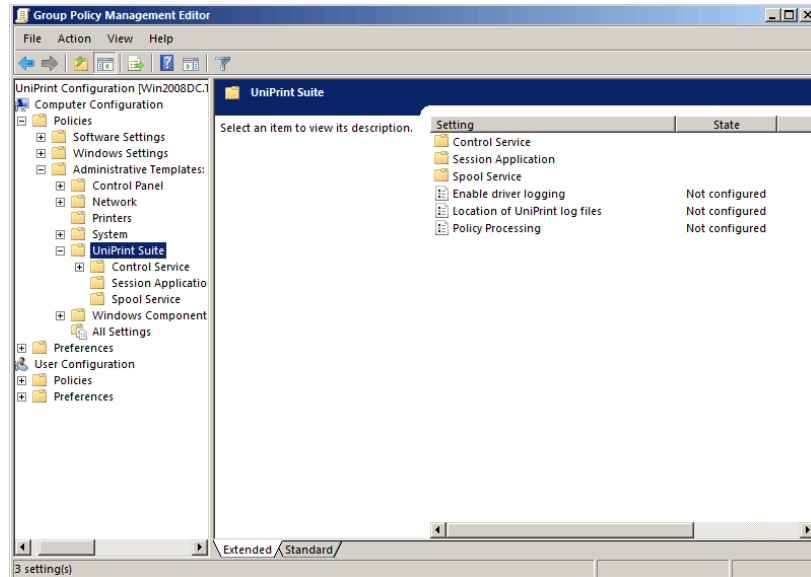 Group Policy Management Editor
File Action View Help
UniPrint Configuration [Win2008DC.T
Computer Configuration
Policies
Software Settings
Windows Settings
Administrative Templates:
Control Panel
Network
Printers
System
UniPrint Suite
Control Service
Session Applicatio
Spool Service
Windows Component
All Settings
Preferences
User Configuration
Policies
Preferences
UniPrint Suite
Select an item to view its description.
Setting State
Control Service
Session Application
Spool Service
Enable driver logging Not configured
Location of UniPrint log files Not configured
Policy Processing Not configured
Extended Standard
3 setting(s)